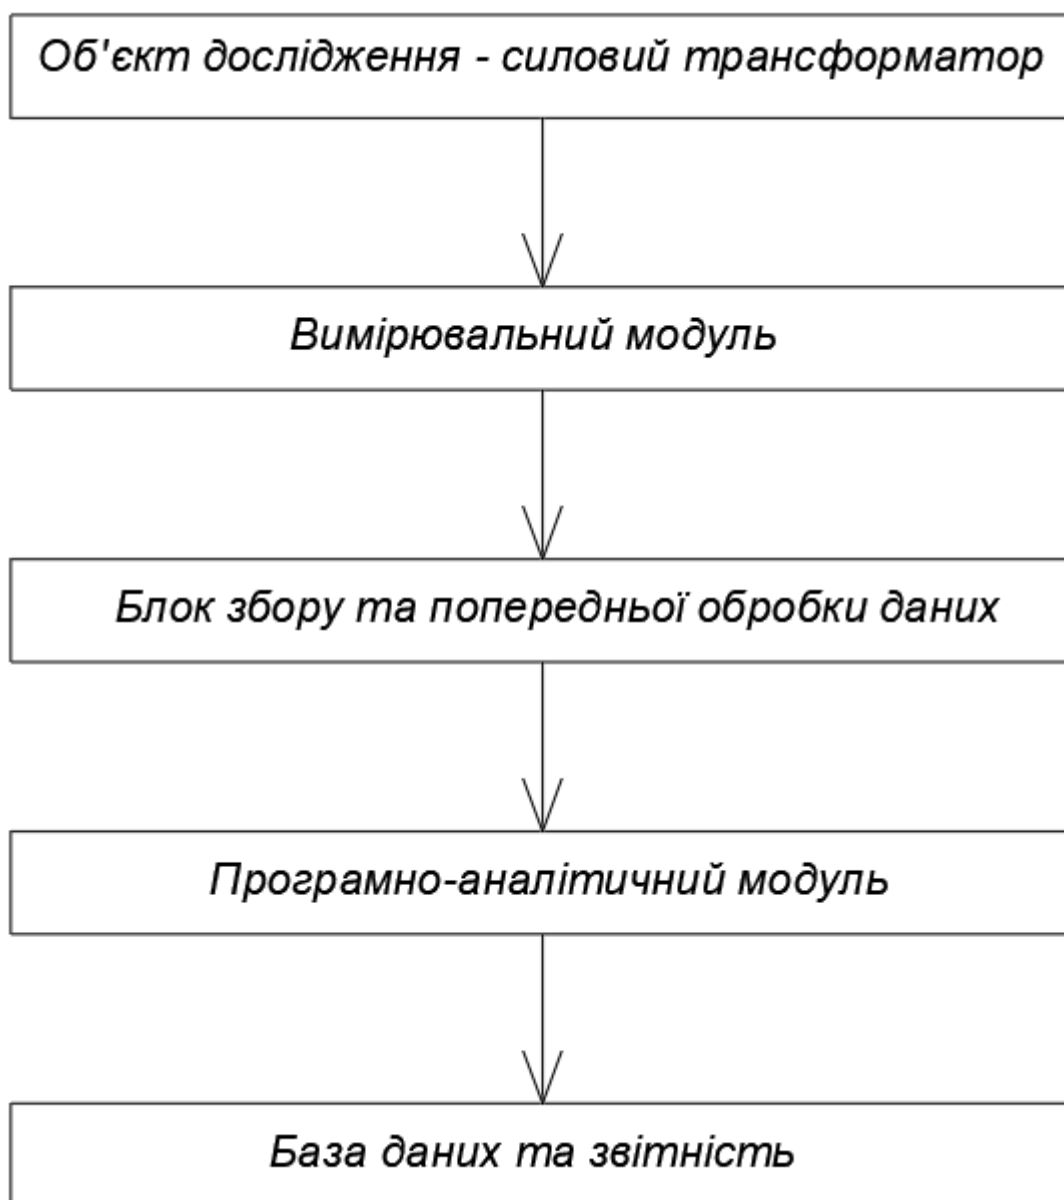 Об'єкт дослідження - силовий трансформатор
Вимірювальний модуль
Блок збору та попередньої обробки даних
Програмно-аналітичний модуль
База даних та звітність